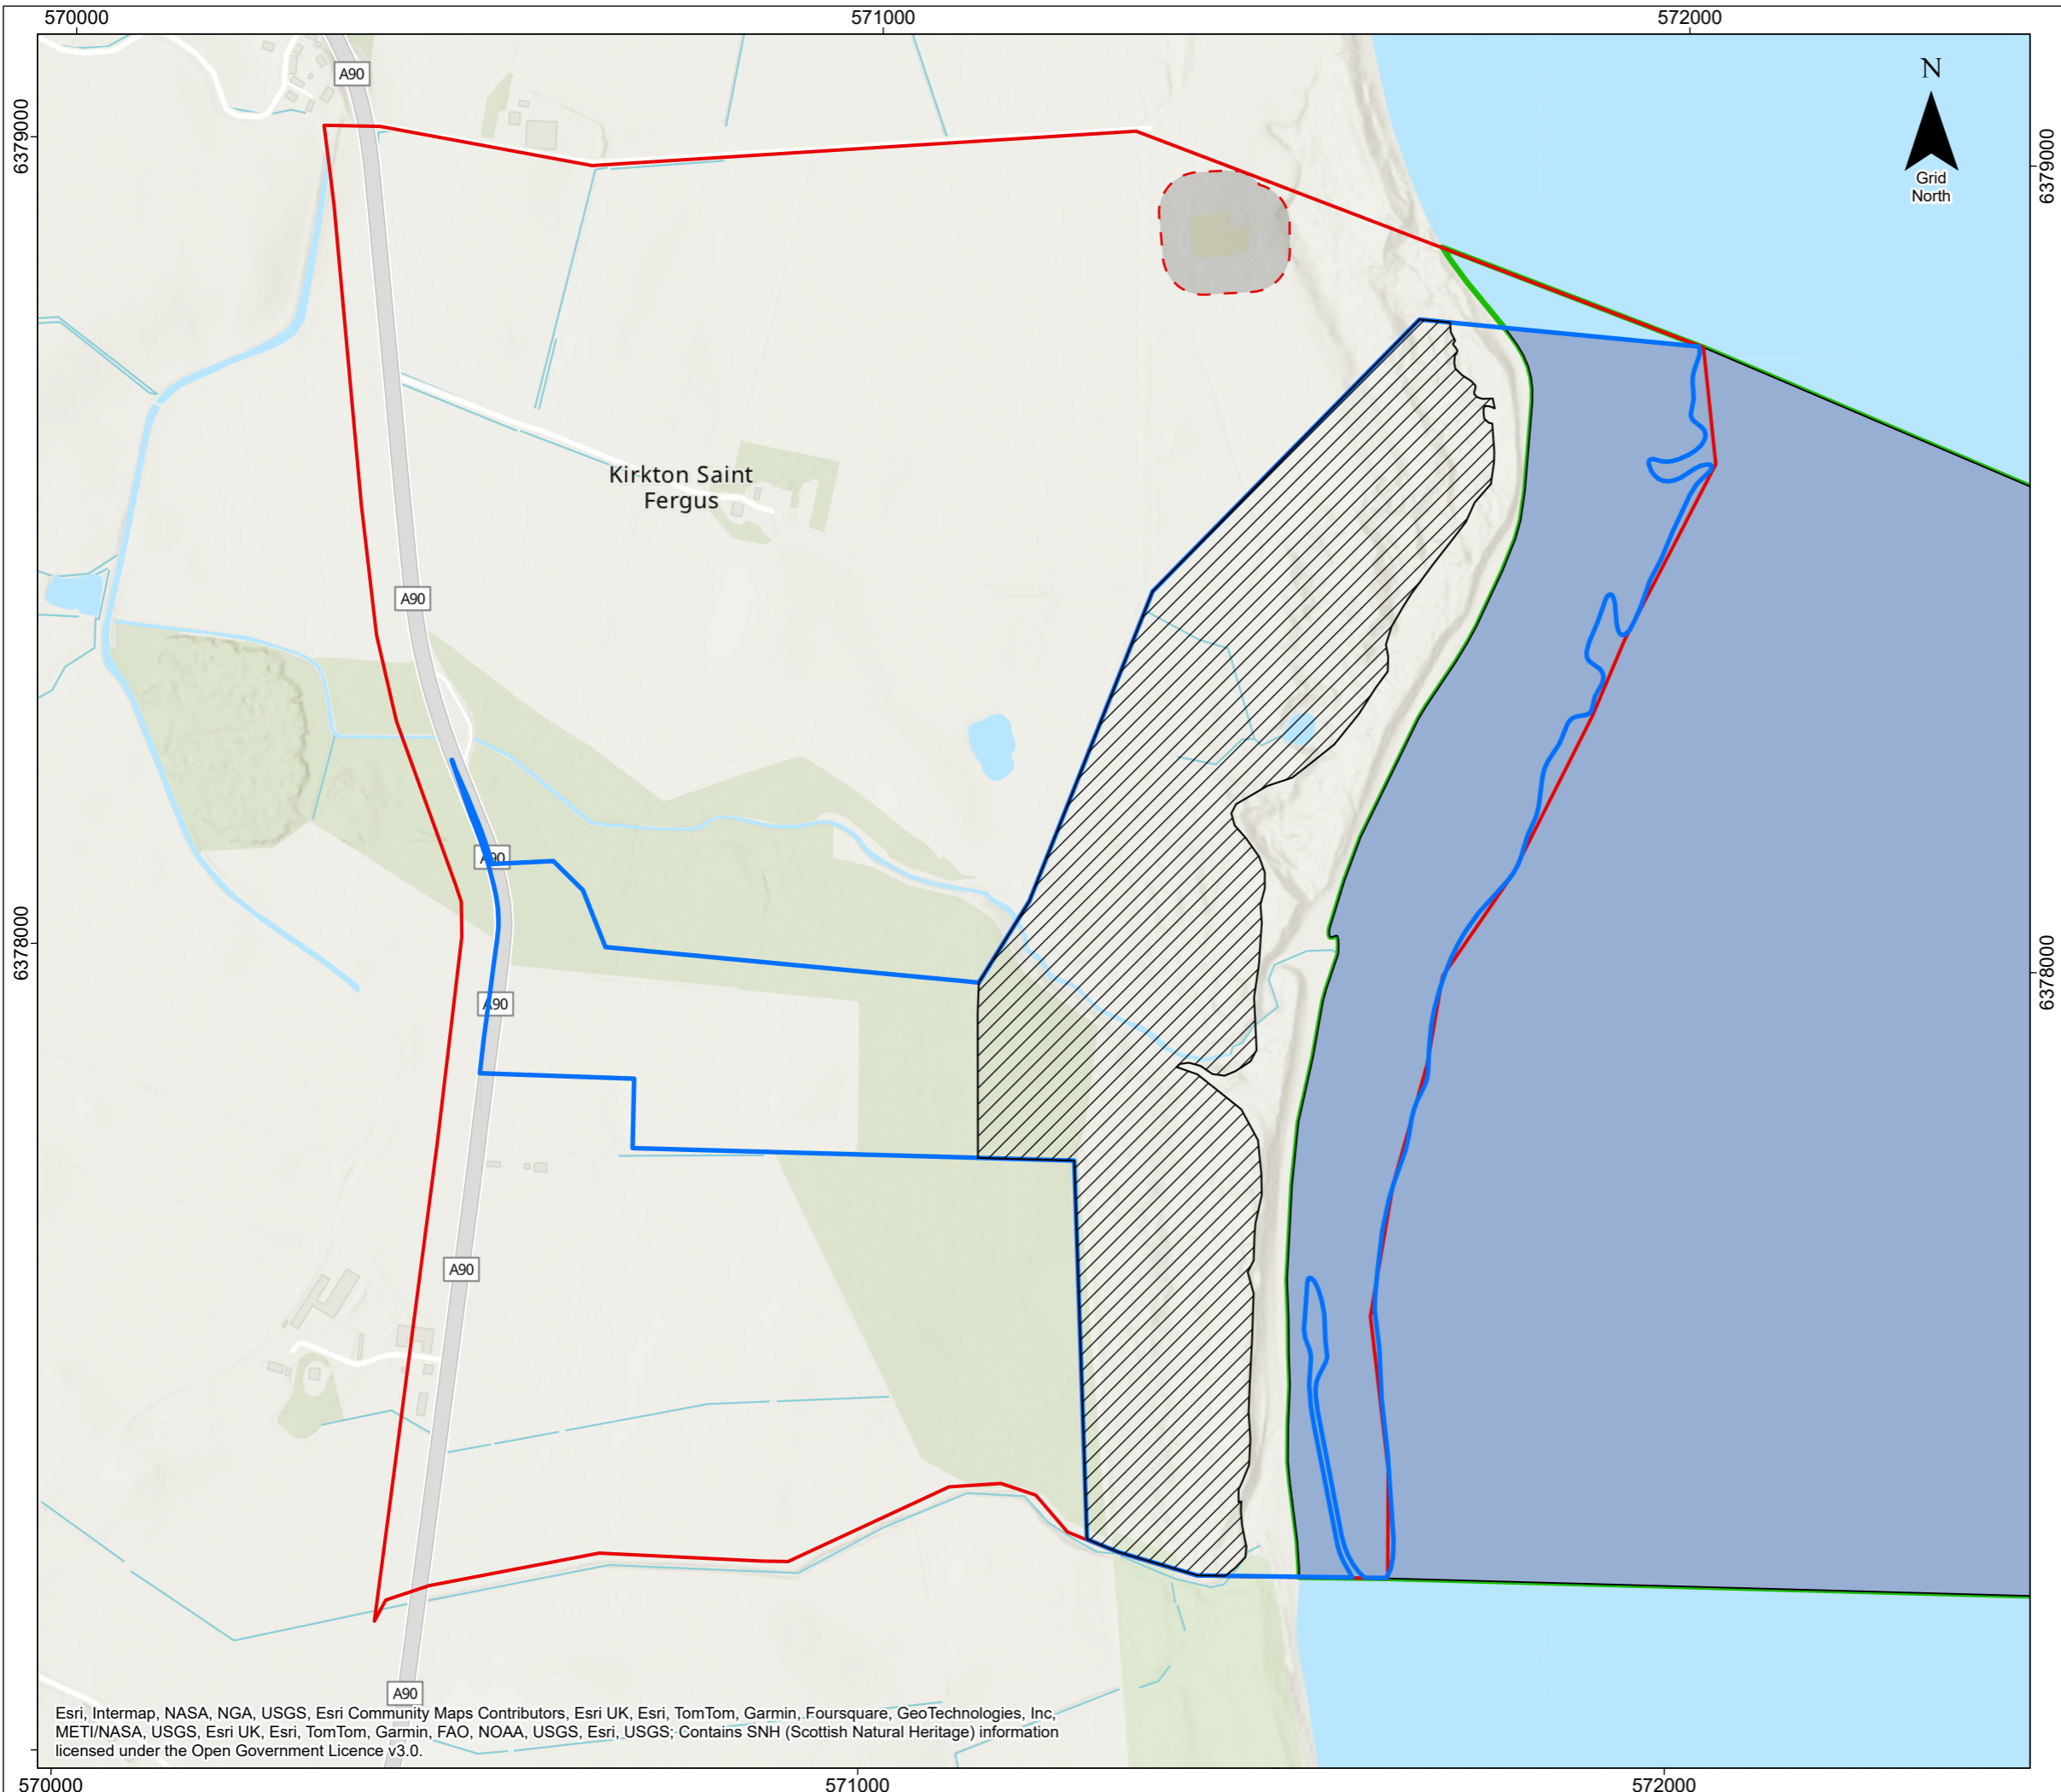 570000
571000
572000
6379000
6379000
N
Grid
North
A90
Kirkton Saint
Fergus
A90
A90
6378000
6378000
A90
A90
A90
Esri, Intermap, NASA, NGA, USGS, Esri Community Maps Contributors, Esri UK, Esri, TomTom, Garmin, Foursquare, GeoTechnologies, Inc,
METI/NASA, USGS, Esri UK, Esri, TomTom, Garmin, FAO, NOAA, USGS, Esri, USGS; Contains SNH (Scottish Natural Heritage) information
licensed under the Open Government Licence v3.0.
570000
571000
572000